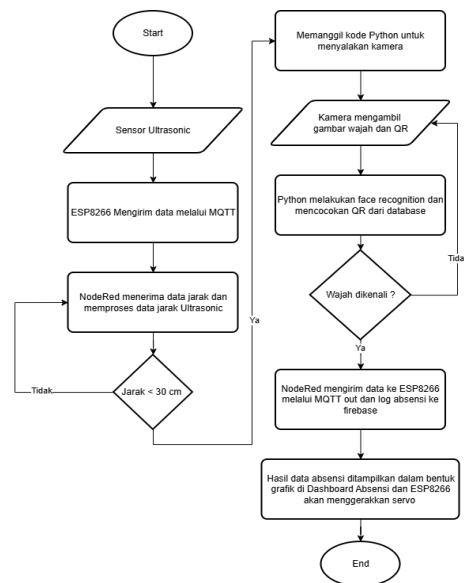 Start
Sensor Ultrasonic
ESP8266 Mengirim data melalui MQTT
NodeRed menerima data jarak dan
memproses data jarak Ultrasonic
Jarak < 30 cm
Tidak
Ya
Memanggil kode Python untuk
menyalakan kamera
Kamera mengambil
gambar wajah dan QR
Python melakukan face recognition dan
mencocokan QR dari database
Wajah dikenali ?
Tida
Ya
NodeRed mengirim data ke ESP8266
melalui MQTT out dan log absensi ke
firebase
Hasil data absensi ditampilkan dalam bentuk
grafik di Dashboard Absensi dan ESP8266
akan menggerakkan servo
End